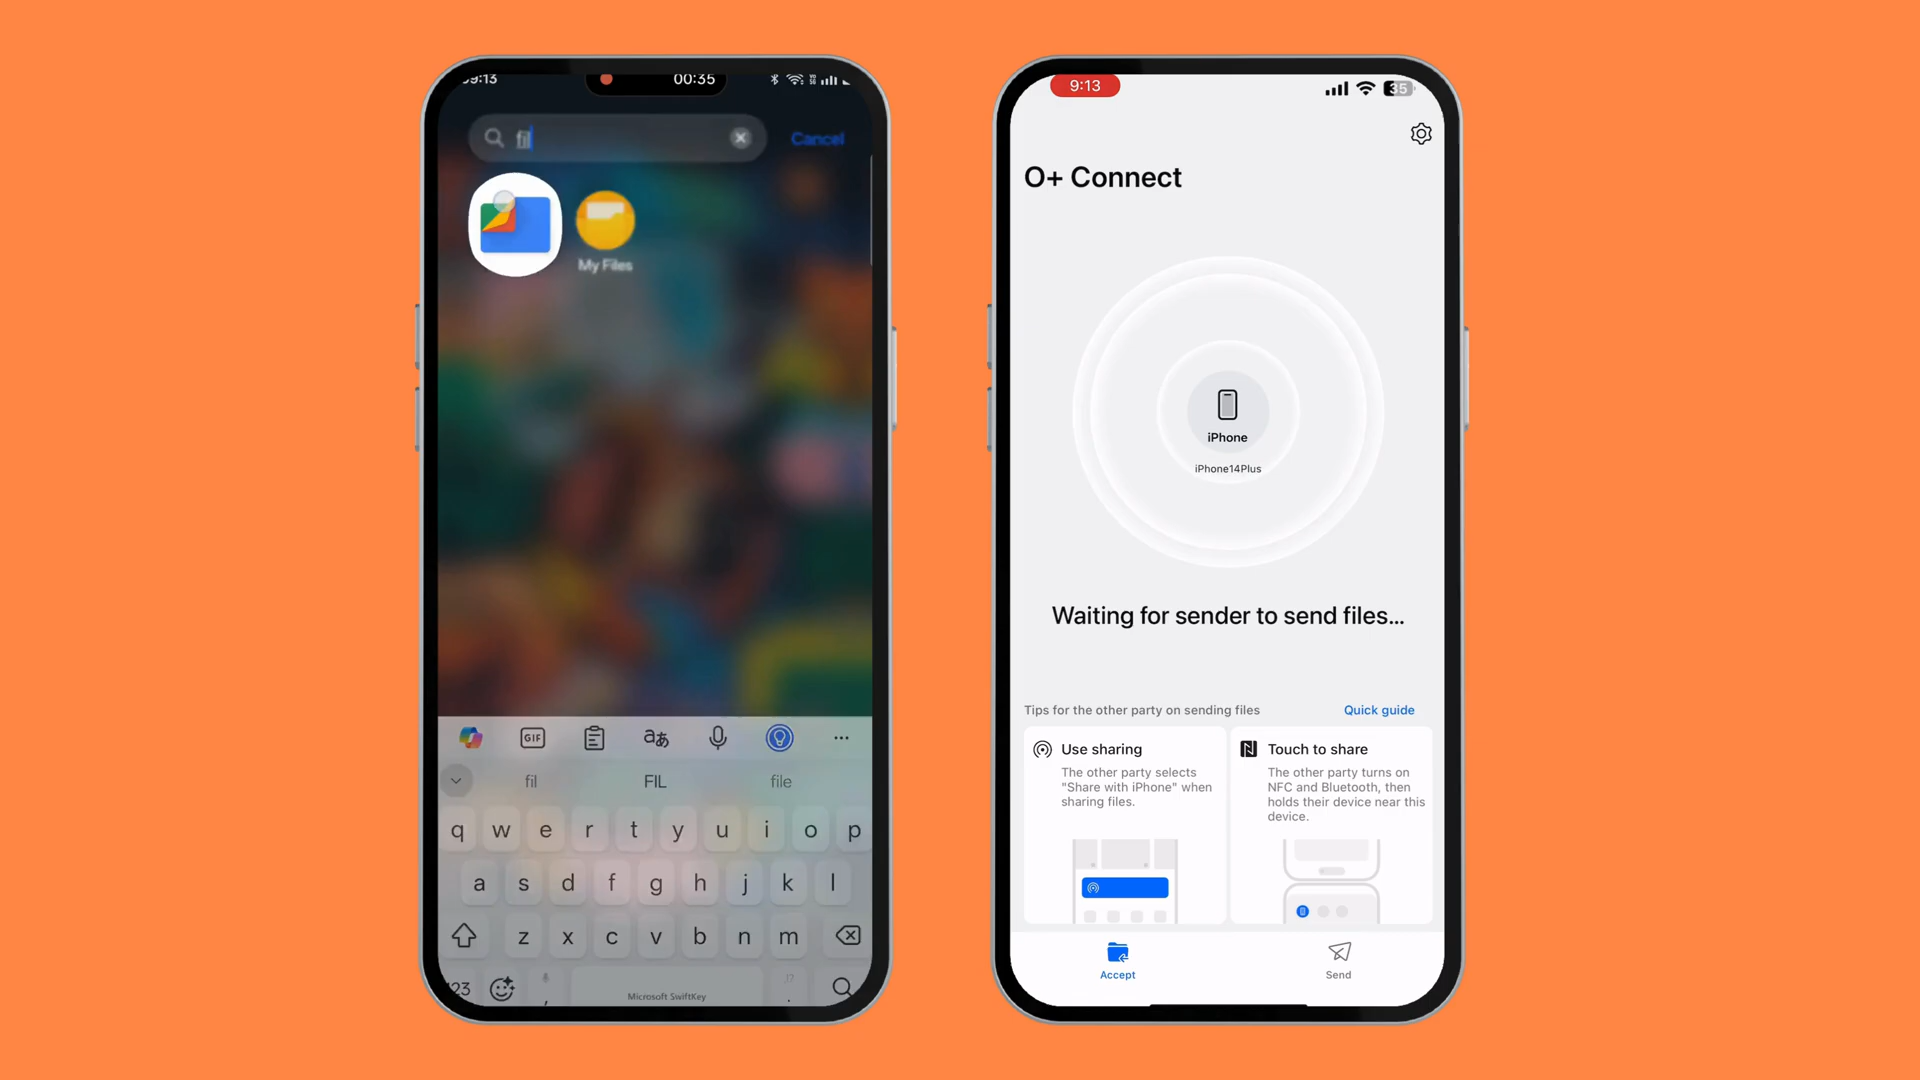 09:13
00:35
fil
Cancel
My Files
GIF
fil
FIL
file
q w e r t y u i o p
a s d f g h j k l
z x c v b n m
123
,
!?
.
Microsoft SwiftKey
9:13
35
O+ Connect
iPhone
iPhone14Plus
Waiting for sender to send files...
Tips for the other party on sending files
Quick guide
Use sharing
The other party selects
"Share with iPhone" when
sharing files.
Touch to share
The other party turns on
NFC and Bluetooth, then
holds their device near this
device.
Accept
Send